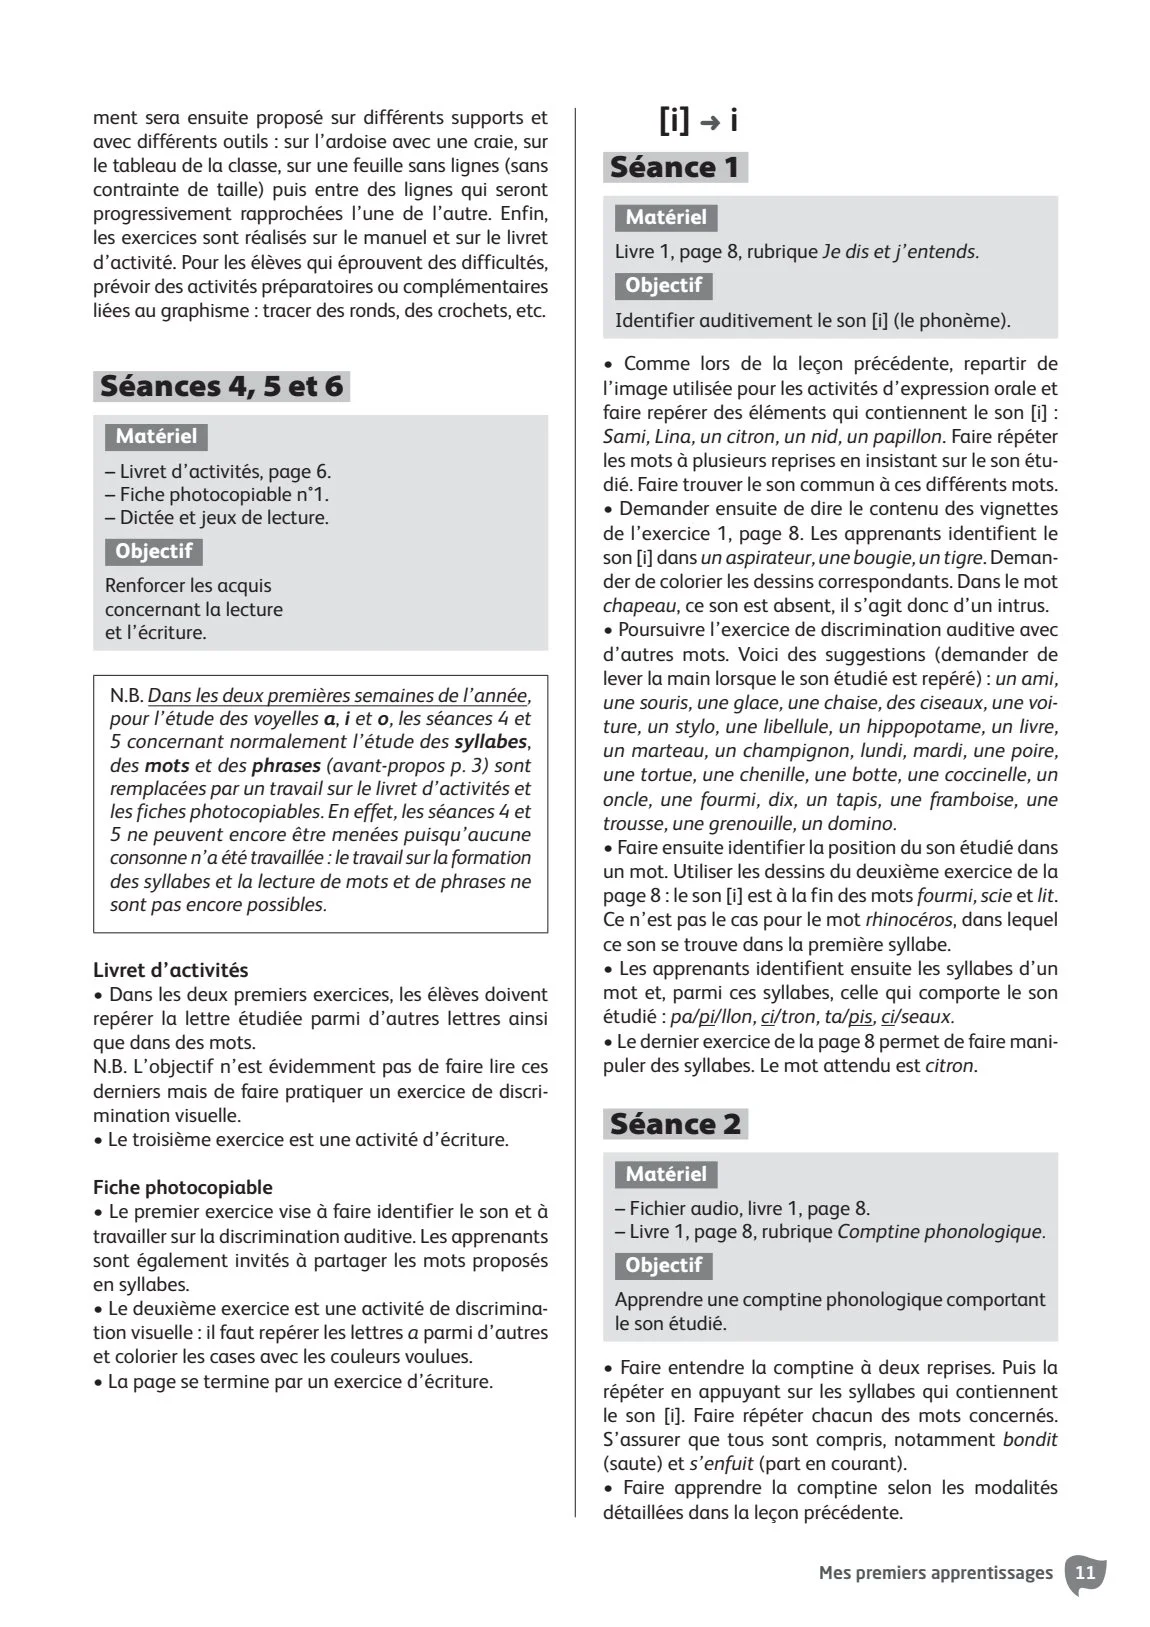 ment sera ensuite proposé sur différents supports et
avec différents outils : sur l’ardoise avec une craie, sur
le tableau de la classe, sur une feuille sans lignes (sans
contrainte de taille) puis entre des lignes qui seront
progressivement rapprochées l’une de l’autre. Enfin,
les exercices sont réalisés sur le manuel et sur le livret
d’activité. Pour les élèves qui éprouvent des difficultés,
prévoir des activités préparatoires ou complémentaires
liées au graphisme : tracer des ronds, des crochets, etc.
Séances 4, 5 et 6
Matériel
– Livret d’activités, page 6.
– Fiche photocopiable n°1.
– Dictée et jeux de lecture.
Objectif
Renforcer les acquis
concernant la lecture
et l’écriture.
N.B. Dans les deux premières semaines de l’année,
pour l’étude des voyelles a, i et o, les séances 4 et
5 concernant normalement l’étude des syllabes,
des mots et des phrases (avant-propos p. 3) sont
remplacées par un travail sur le livret d’activités et
les fiches photocopiables. En effet, les séances 4 et
5 ne peuvent encore être menées puisqu’aucune
consonne n’a été travaillée : le travail sur la formation
des syllabes et la lecture de mots et de phrases ne
sont pas encore possibles.
Livret d’activités
• Dans les deux premiers exercices, les élèves doivent
repérer la lettre étudiée parmi d’autres lettres ainsi
que dans des mots.
N.B. L’objectif n’est évidemment pas de faire lire ces
derniers mais de faire pratiquer un exercice de discri-
mination visuelle.
• Le troisième exercice est une activité d’écriture.
Fiche photocopiable
• Le premier exercice vise à faire identifier le son et à
travailler sur la discrimination auditive. Les apprenants
sont également invités à partager les mots proposés
en syllabes.
• Le deuxième exercice est une activité de discrimina-
tion visuelle : il faut repérer les lettres a parmi d’autres
et colorier les cases avec les couleurs voulues.
• La page se termine par un exercice d’écriture.
[i] ➜ i
Séance 1
Matériel
Livre 1, page 8, rubrique Je dis et j’entends.
Objectif
Identifier auditivement le son [i] (le phonème).
• Comme lors de la leçon précédente, repartir de
l’image utilisée pour les activités d’expression orale et
faire repérer des éléments qui contiennent le son [i] :
Sami, Lina, un citron, un nid, un papillon. Faire répéter
les mots à plusieurs reprises en insistant sur le son étu-
dié. Faire trouver le son commun à ces différents mots.
• Demander ensuite de dire le contenu des vignettes
de l’exercice 1, page 8. Les apprenants identifient le
son [i] dans un aspirateur, une bougie, un tigre. Deman-
der de colorier les dessins correspondants. Dans le mot
chapeau, ce son est absent, il s’agit donc d’un intrus.
• Poursuivre l’exercice de discrimination auditive avec
d’autres mots. Voici des suggestions (demander de
lever la main lorsque le son étudié est repéré) : un ami,
une souris, une glace, une chaise, des ciseaux, une voi-
ture, un stylo, une libellule, un hippopotame, un livre,
un marteau, un champignon, lundi, mardi, une poire,
une tortue, une chenille, une botte, une coccinelle, un
oncle, une fourmi, dix, un tapis, une framboise, une
trousse, une grenouille, un domino.
• Faire ensuite identifier la position du son étudié dans
un mot. Utiliser les dessins du deuxième exercice de la
page 8 : le son [i] est à la fin des mots fourmi, scie et lit.
Ce n’est pas le cas pour le mot rhinocéros, dans lequel
ce son se trouve dans la première syllabe.
• Les apprenants identifient ensuite les syllabes d’un
mot et, parmi ces syllabes, celle qui comporte le son
étudié : pa/pi/llon, ci/tron, ta/pis, ci/seaux.
• Le dernier exercice de la page 8 permet de faire mani-
puler des syllabes. Le mot attendu est citron.
Séance 2
Matériel
– Fichier audio, livre 1, page 8.
– Livre 1, page 8, rubrique Comptine phonologique.
Objectif
Apprendre une comptine phonologique comportant
le son étudié.
• Faire entendre la comptine à deux reprises. Puis la
répéter en appuyant sur les syllabes qui contiennent
le son [i]. Faire répéter chacun des mots concernés.
S’assurer que tous sont compris, notamment bondit
(saute) et s’enfuit (part en courant).
• Faire apprendre la comptine selon les modalités
détaillées dans la leçon précédente.
Mes premiers apprentissages 11